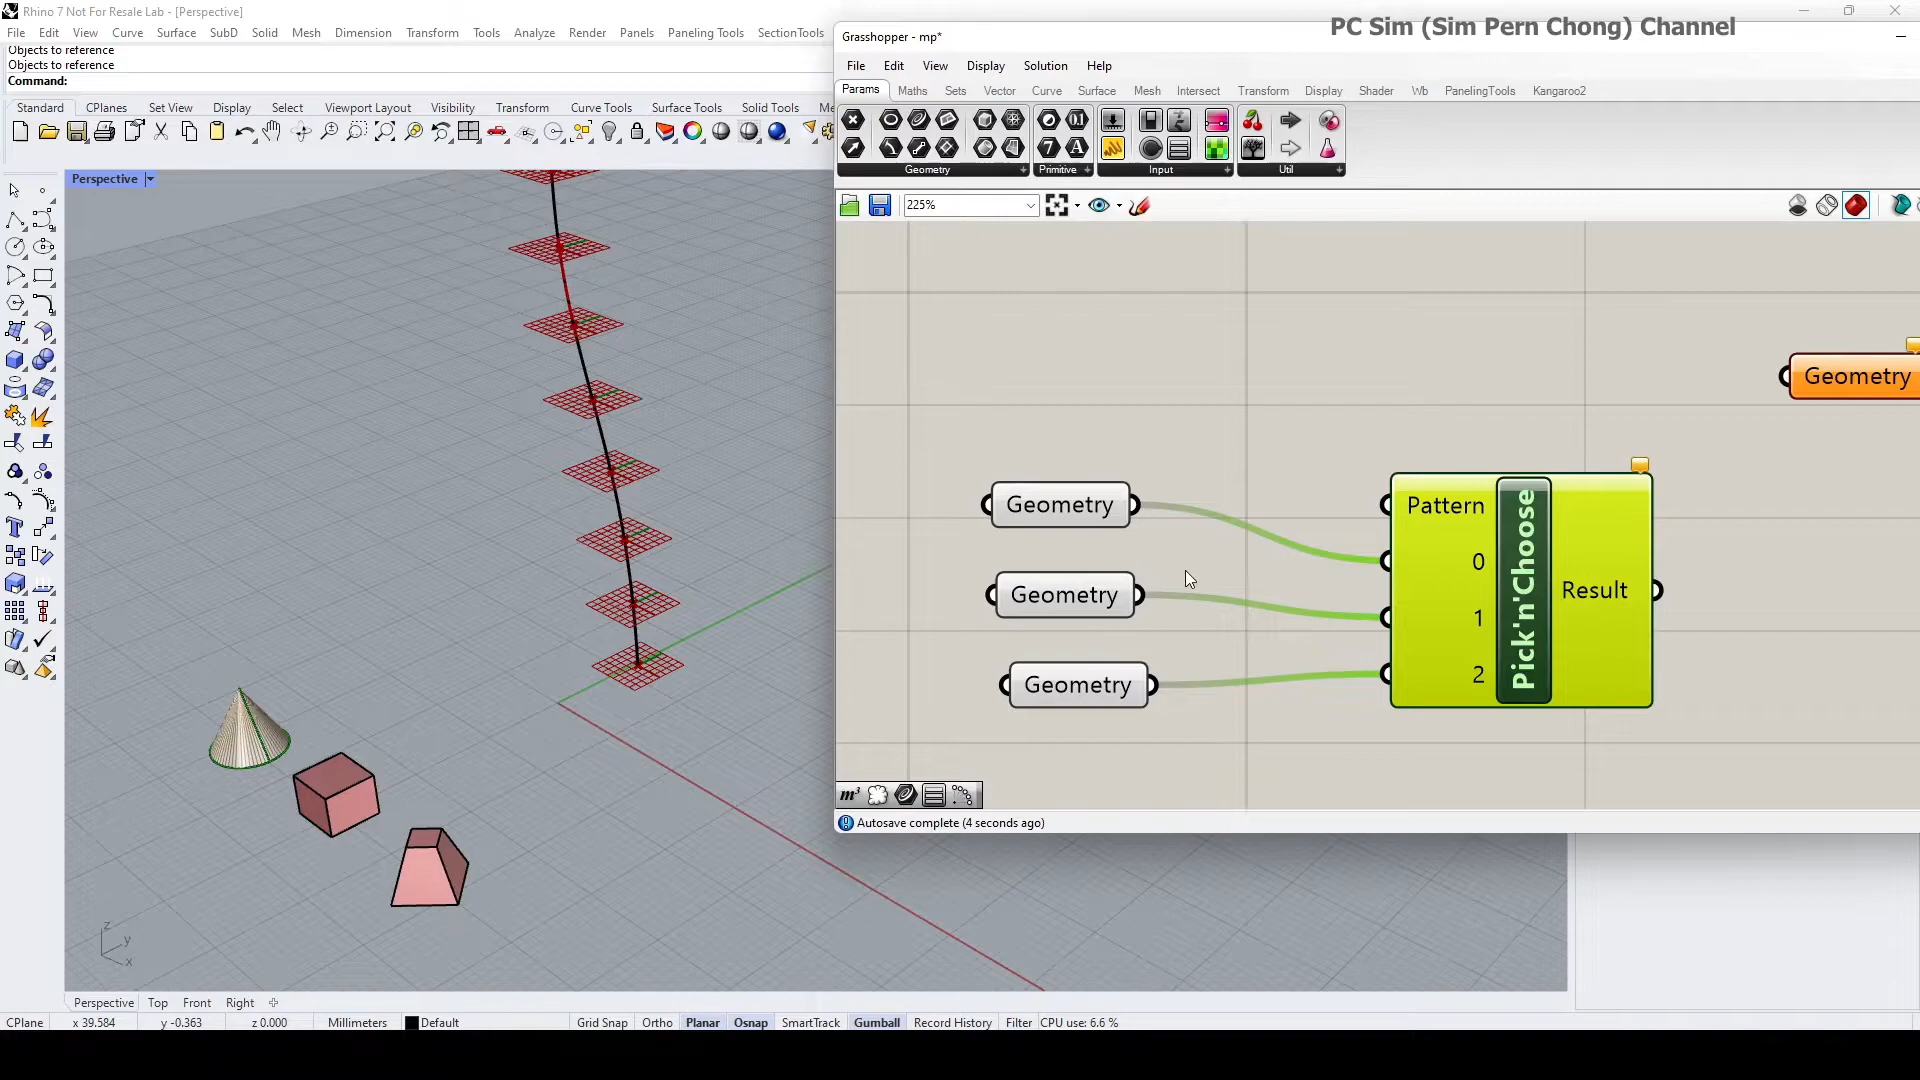 Rhino 7 Not For Resale Lab - [Perspective]
File Edit View Curve Surface SubD Solid Mesh Dimension Transform Tools Analyze Render Panels Paneling Tools SectionTools
Objects to reference
Objects to reference
Command:
Standard CPlanes Set View Display Select Viewport Layout Visibility Transform Curve Tools Surface Tools Solid Tools Me
Perspective
PC Sim (Sim Pern Chong) Channel
Grasshopper - mp*
File Edit View Display Solution Help
Params Maths Sets Vector Curve Surface Mesh Intersect Transform Display Shader Wb PanelingTools Kangaroo2
Geometry Primitive Input Util
225%
Geometry
Geometry
Geometry
Geometry
Pattern
0
1
2
Pick'n'Choose
Result
m³
Autosave complete (4 seconds ago)
z
y
x
Perspective Top Front Right
CPlane x 39.584 y -0.363 z 0.000 Millimeters Default Grid Snap Ortho Planar Osnap SmartTrack Gumball Record History Filter CPU use: 6.6 %